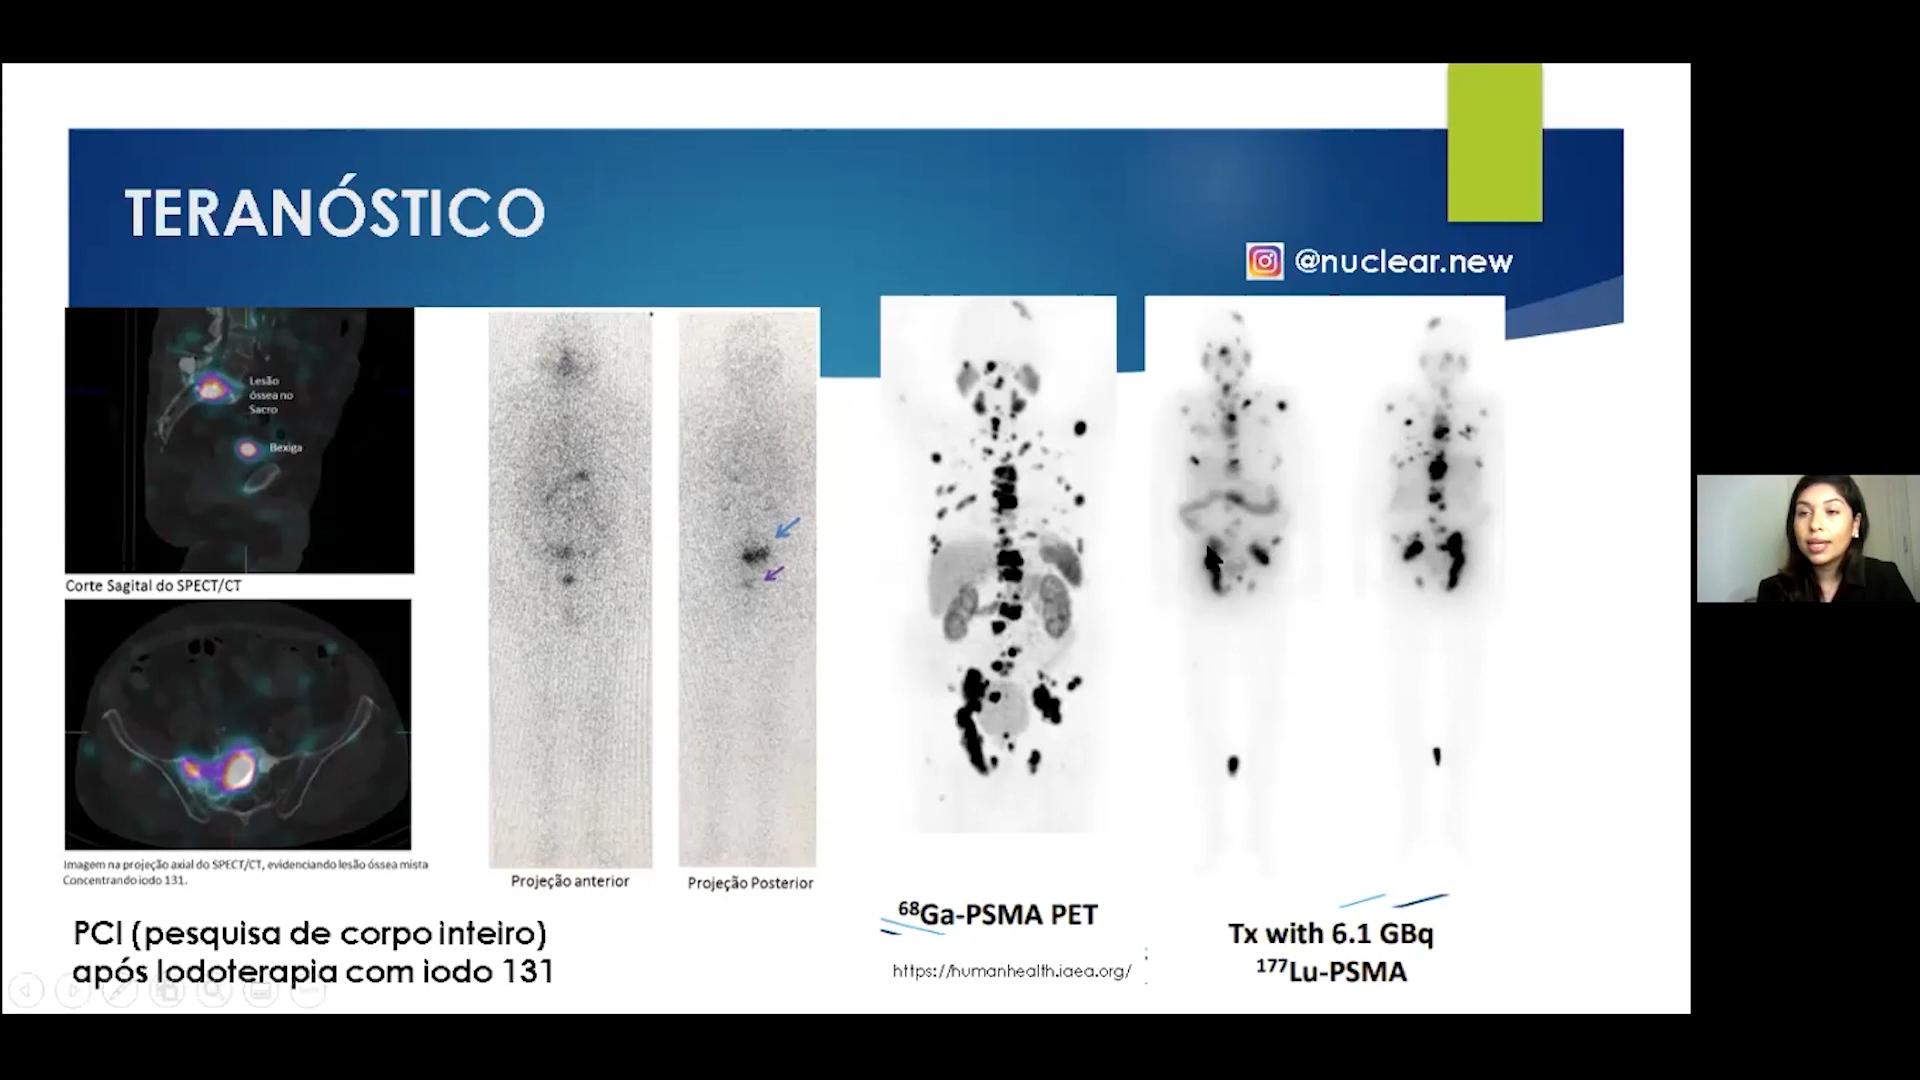 TERANÓSTICO
@nuclear.new
Lesão
óssea no
Sacro
Bexiga
Corte Sagital do SPECT/CT
Imagem na projeção axial do SPECT/CT, evidenciando lesão óssea mista
Concentrando iodo 131.
Projeção anterior
Projeção Posterior
PCI (pesquisa de corpo inteiro)
após Iodoterapia com iodo 131
68Ga-PSMA PET
https://humanhealth.iaea.org/
Tx with 6.1 GBq
177Lu-PSMA